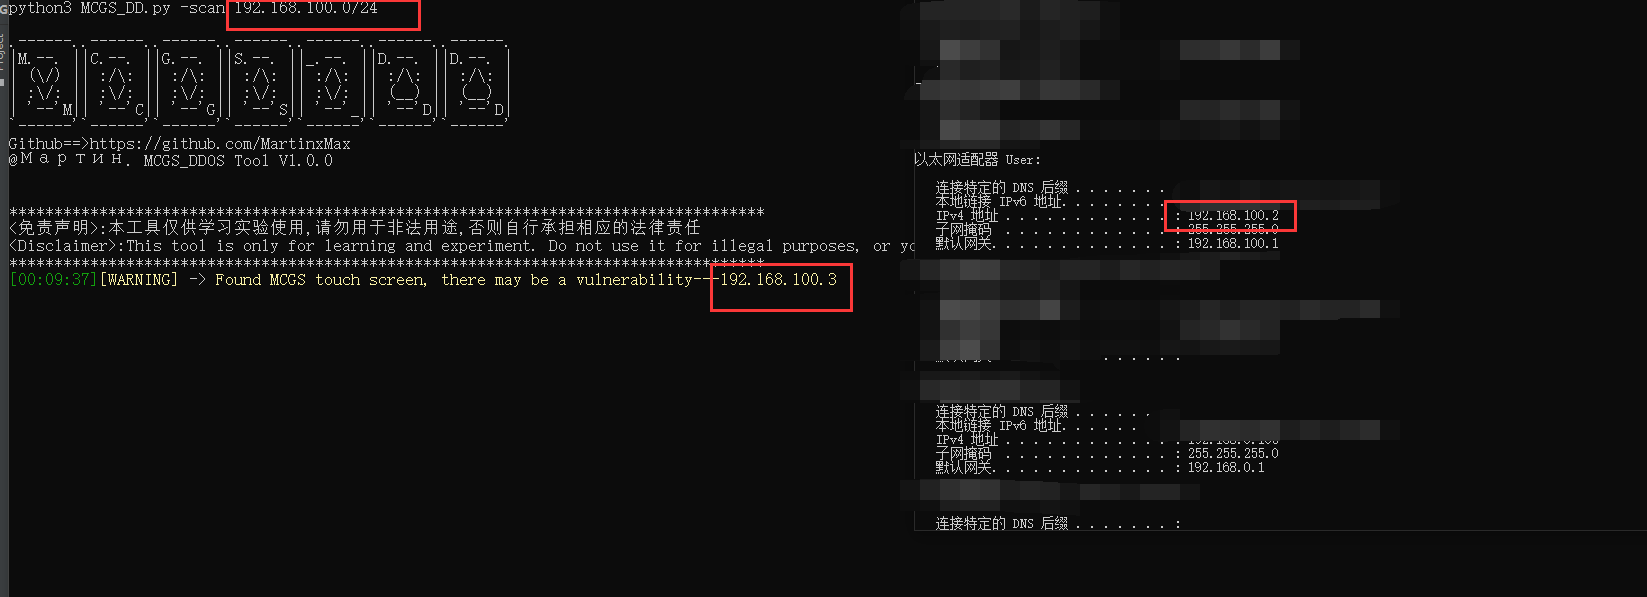 python3 MCGS_DD.py -scan 192.168.100.0/24
M.--. C.--. G.--. S.--. _.--. D.--. D.--.
'--'M '--'C '--'G '--'S '--'_ '--'D '--'D
Github==>https://github.com/MartinxMax
@Мартин. MCGS_DDOS Tool V1.0.0
************************************************************************************
<免责声明>:本工具仅供学习实验使用,请勿用于非法用途,否则自行承担相应的法律责任
<Disclaimer>:This tool is only for learning and experiment. Do not use it for illegal purposes, or
************************************************************************************
[00:09:37][WARNING] -> Found MCGS touch screen, there may be a vulnerability---192.168.100.3
以太网适配器 User:
连接特定的 DNS 后缀 . . . . . . .
本地链接 IPv6 地址. . . . . . . .
IPv4 地址 . . . . . . . . . . . . : 192.168.100.2
子网掩码 . . . . . . . . . . . . : 255.255.255.0
默认网关. . . . . . . . . . . . . : 192.168.100.1
连接特定的 DNS 后缀 . . . . . .
本地链接 IPv6 地址. . . . . .
IPv4 地址 . . . . . . . . . . . . :
子网掩码 . . . . . . . . . . . . : 255.255.255.0
默认网关. . . . . . . . . . . . . : 192.168.0.1
连接特定的 DNS 后缀 . . . . . . . :